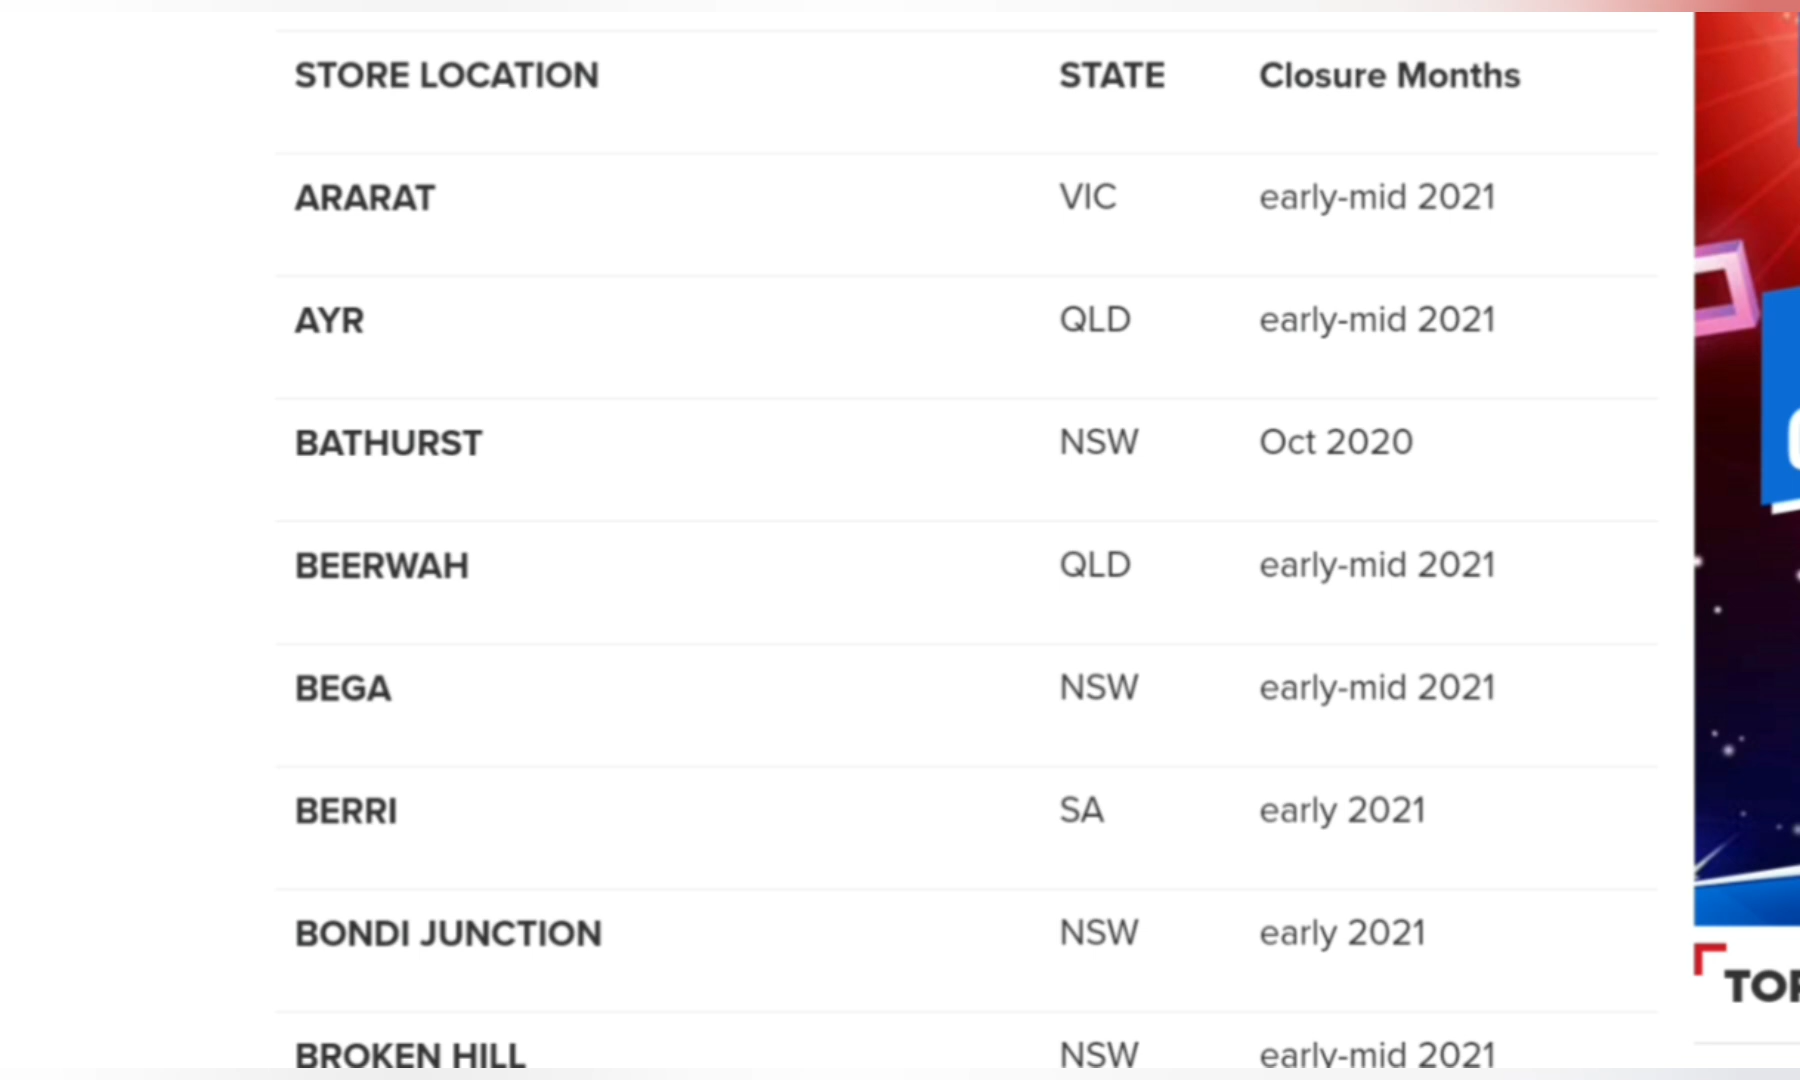 STORE LOCATION STATE Closure Months
ARARAT VIC early-mid 2021
AYR QLD early-mid 2021
BATHURST NSW Oct 2020
BEERWAH QLD early-mid 2021
BEGA NSW early-mid 2021
BERRI SA early 2021
BONDI JUNCTION NSW early 2021
BROKEN HILL NSW early-mid 2021